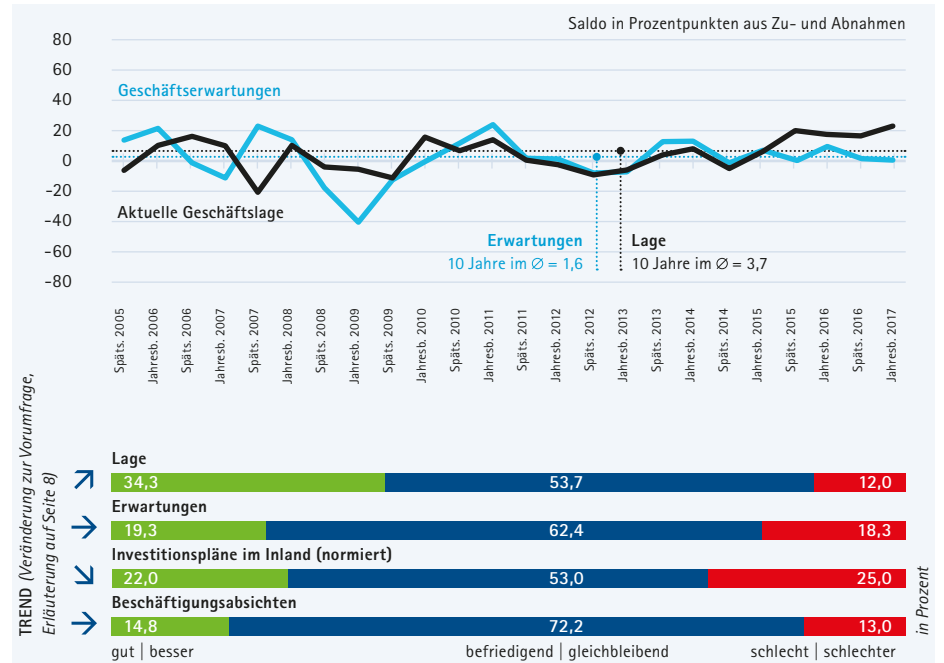 Saldo in Prozentpunkten aus Zu- und Abnahmen
80
60
40
20
0
-20
-40
-60
-80
Geschäftserwartungen
Aktuelle Geschäftslage
Erwartungen
10 Jahre im Ø = 1,6
Lage
10 Jahre im Ø = 3,7
Späts. 2005
Jahresb. 2006
Späts. 2006
Jahresb. 2007
Späts. 2007
Jahresb. 2008
Späts. 2008
Jahresb. 2009
Späts. 2009
Jahresb. 2010
Späts. 2010
Jahresb. 2011
Späts. 2011
Jahresb. 2012
Späts. 2012
Jahresb. 2013
Späts. 2013
Jahresb. 2014
Späts. 2014
Jahresb. 2015
Späts. 2015
Jahresb. 2016
Späts. 2016
Jahresb. 2017
TREND (Veränderung zur Vorumfrage,
Erläuterung auf Seite 8)
Lage
34,3 53,7 12,0
Erwartungen
19,3 62,4 18,3
Investitionspläne im Inland (normiert)
22,0 53,0 25,0
Beschäftigungsabsichten
14,8 72,2 13,0
gut | besser befriedigend | gleichbleibend schlecht | schlechter
in Prozent